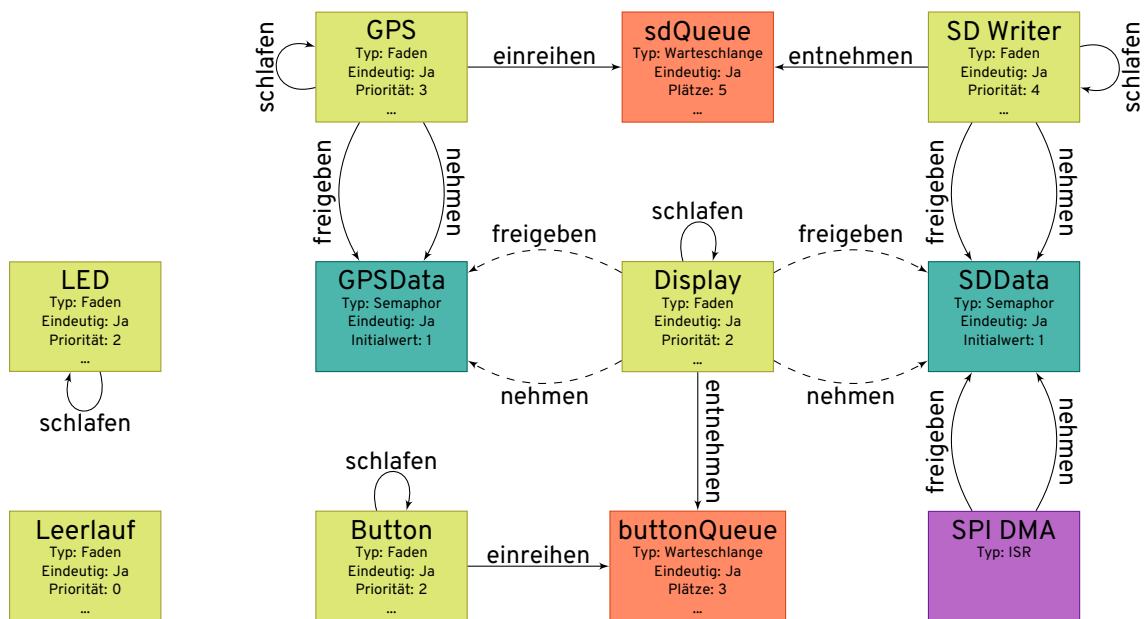 GPS
Typ: Faden
Eindeutig: Ja
Priorität: 3
...
schlafen
einreihen
sdQueue
Typ: Warteschlange
Eindeutig: Ja
Plätze: 5
entnehmen
SD Writer
Typ: Faden
Eindeutig: Ja
Priorität: 4
...
schlafen
freigeben
nehmen
freigeben
nehmen
LED
Typ: Faden
Eindeutig: Ja
Priorität: 2
...
schlafen
GPSData
Typ: Semaphor
Eindeutig: Ja
Initialwert: 1
freigeben
nehmen
schlafen
Display
Typ: Faden
Eindeutig: Ja
Priorität: 2
...
freigeben
nehmen
SDData
Typ: Semaphor
Eindeutig: Ja
Initialwert: 1
entnehmen
freigeben
nehmen
Leerlauf
Typ: Faden
Eindeutig: Ja
Priorität: 0
...
schlafen
Button
Typ: Faden
Eindeutig: Ja
Priorität: 2
...
einreihen
buttonQueue
Typ: Warteschlange
Eindeutig: Ja
Plätze: 3
SPI DMA
Typ: ISR